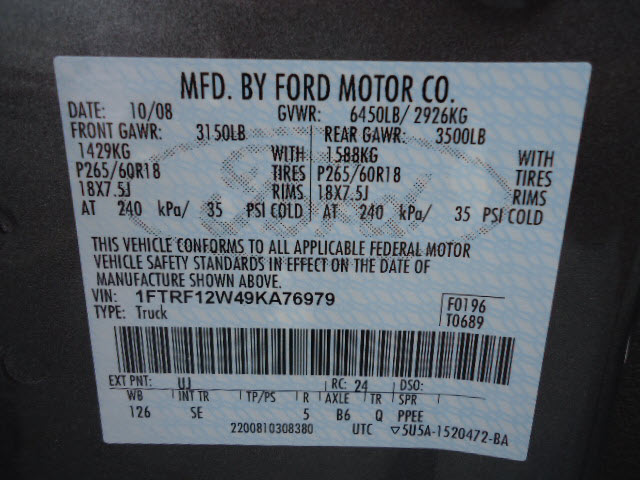 MFD. BY FORD MOTOR CO.
DATE: 10/08 GVWR: 6450LB/ 2926KG
FRONT GAWR: 3150LB REAR GAWR: 3500LB
1429KG WITH 1588KG WITH
P265/60R18 TIRES P265/60R18 TIRES
18X7.5J RIMS 18X7.5J RIMS
AT 240 kPa/ 35 PSI COLD AT 240 kPa/ 35 PSI COLD
THIS VEHICLE CONFORMS TO ALL APPLICABLE FEDERAL MOTOR
VEHICLE SAFETY STANDARDS IN EFFECT ON THE DATE OF
MANUFACTURE SHOWN ABOVE.
VIN: 1FTRF12W49KA76979 F0196
TYPE: Truck T0689
EXT PNT: UJ RC: 24 DSO:
WB INT TR TP/PS R AXLE TR SPR
126 SE 5 B6 Q PPEE
2200810308380 UTC ▽5U5A-1520472-BA
Ford